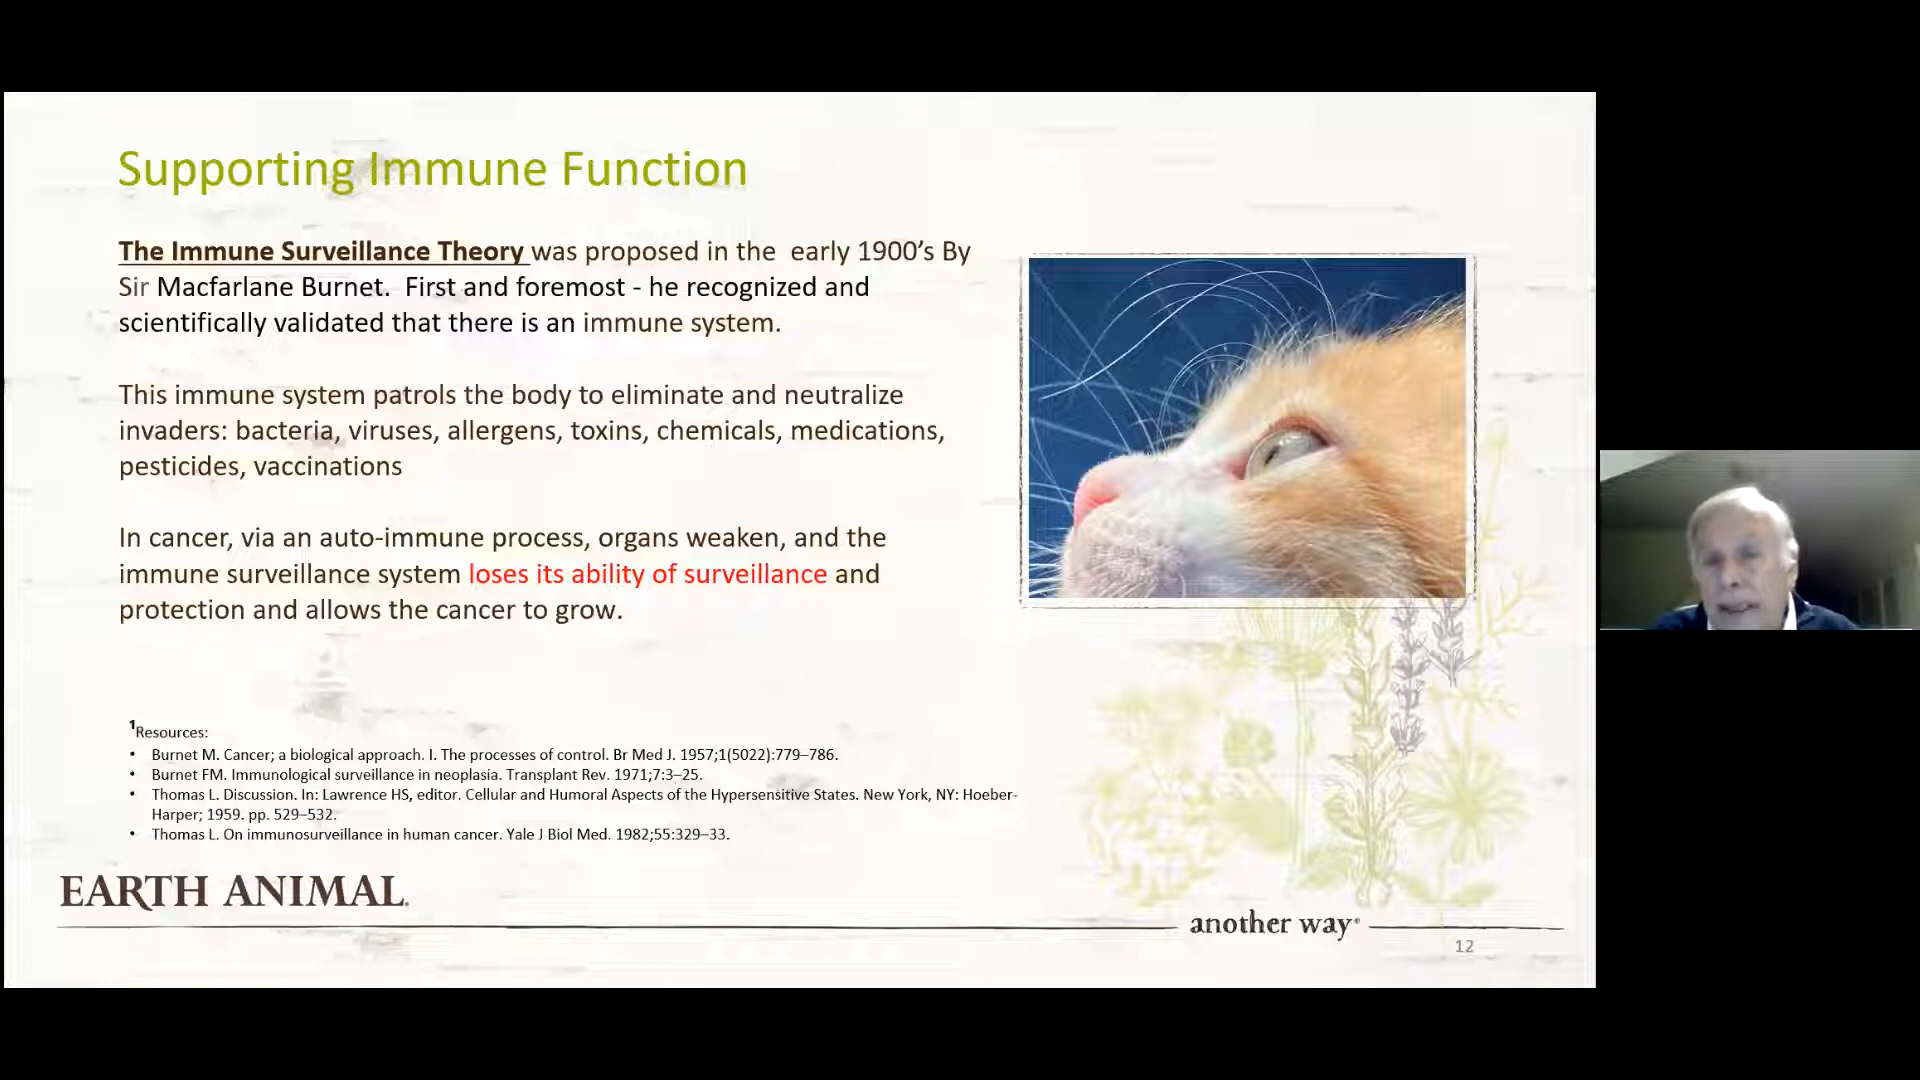 Supporting Immune Function
The Immune Surveillance Theory was proposed in the  early 1900’s By
Sir Macfarlane Burnet.  First and foremost - he recognized and
scientifically validated that there is an immune system.
This immune system patrols the body to eliminate and neutralize
invaders: bacteria, viruses, allergens, toxins, chemicals, medications,
pesticides, vaccinations
In cancer, via an auto-immune process, organs weaken, and the
immune surveillance system loses its ability of surveillance and
protection and allows the cancer to grow.
1Resources:
• Burnet M. Cancer; a biological approach. I. The processes of control. Br Med J. 1957;1(5022):779–786.
• Burnet FM. Immunological surveillance in neoplasia. Transplant Rev. 1971;7:3–25.
• Thomas L. Discussion. In: Lawrence HS, editor. Cellular and Humoral Aspects of the Hypersensitive States. New York, NY: Hoeber-
Harper; 1959. pp. 529–532.
• Thomas L. On immunosurveillance in human cancer. Yale J Biol Med. 1982;55:329–33.
EARTH ANIMAL®
another way®
12